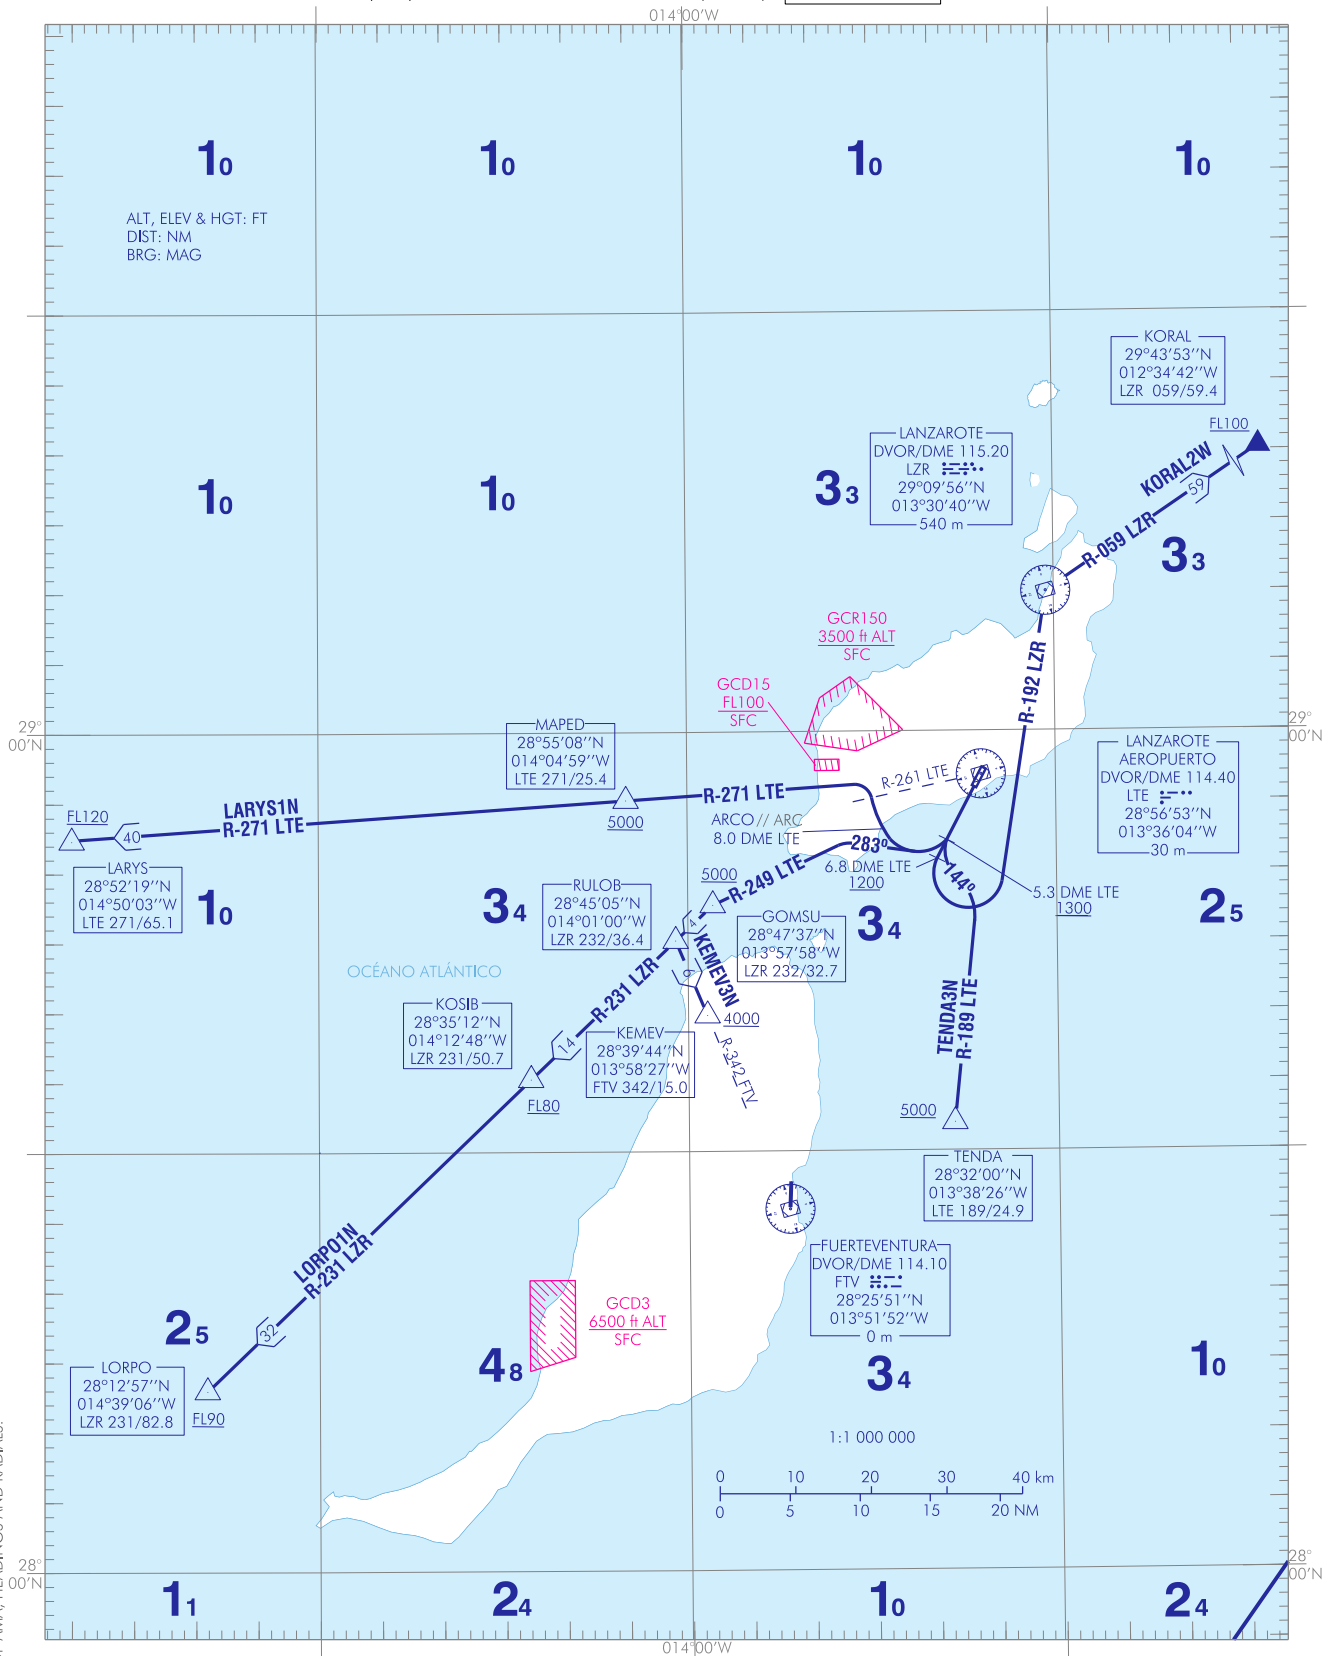 014°00'W
1₀
1₀
1₀
1₀
ALT, ELEV & HGT: FT
DIST: NM
BRG: MAG
KORAL
29°43'53''N
012°34'42''W
LZR 059/59.4
FL100
KORAL2W
59
R-059 LZR
LANZAROTE
DVOR/DME 115.20
LZR
29°09'56''N
013°30'40''W
540 m
1₀
1₀
3₃
3₃
GCR150
3500 ft ALT
SFC
GCD15
FL100
SFC
R-192 LZR
29°
00'N
29°
00'N
MAPED
28°55'08''N
014°04'59''W
LTE 271/25.4
5000
LANZAROTE
AEROPUERTO
DVOR/DME 114.40
LTE
28°56'53''N
013°36'04''W
30 m
R-261 LTE
R-271 LTE
LARYS1N
R-271 LTE
FL120
40
ARCO // ARC
8.0 DME LTE
283°
6.8 DME LTE
1200
144°
5.3 DME LTE
1300
LARYS
28°52'19''N
014°50'03''W
LTE 271/65.1
1₀
3₄
3₄
2₅
RULOB
28°45'05''N
014°01'00''W
LZR 232/36.4
5000
R-249 LTE
4
GOMSU
28°47'37''N
013°57'58''W
LZR 232/32.7
KEMEV3N
9
4000
OCÉANO ATLÁNTICO
R-231 LZR
KOSIB
28°35'12''N
014°12'48''W
LZR 231/50.7
14
FL80
KEMEV
28°39'44''N
013°58'27''W
FTV 342/15.0
R-342 FTV
TENDA3N
R-189 LTE
5000
TENDA
28°32'00''N
013°38'26''W
LTE 189/24.9
FUERTEVENTURA
DVOR/DME 114.10
FTV
28°25'51''N
013°51'52''W
0 m
LORPO1N
R-231 LZR
32
GCD3
6500 ft ALT
SFC
2₅
4₈
3₄
1₀
LORPO
28°12'57''N
014°39'06''W
LZR 231/82.8
FL90
1:1 000 000
0 10 20 30 40 km
0 5 10 15 20 NM
28°
00'N
28°
00'N
1₁
2₄
1₀
2₄
014°00'W